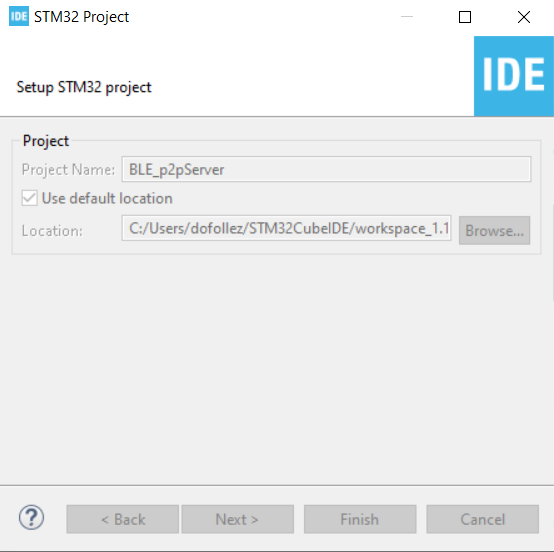 IDE STM32 Project
Setup STM32 project
IDE
Project
Project Name: BLE_p2pServer
Use default location
Location: C:/Users/dofollez/STM32CubeIDE/workspace_1.1 Browse...
? < Back Next > Finish Cancel